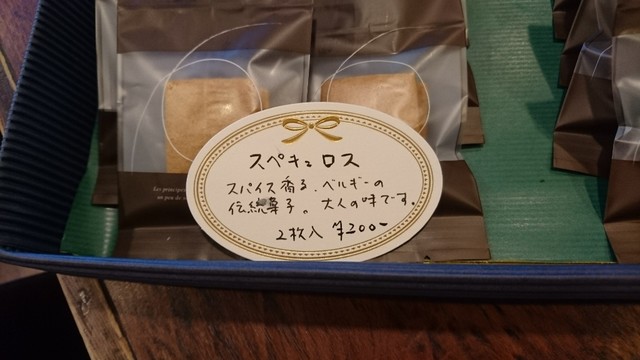 スペキュロス
スパイス香る、ベルギーの
伝統菓子。大人の味です。
2枚入 ¥200-